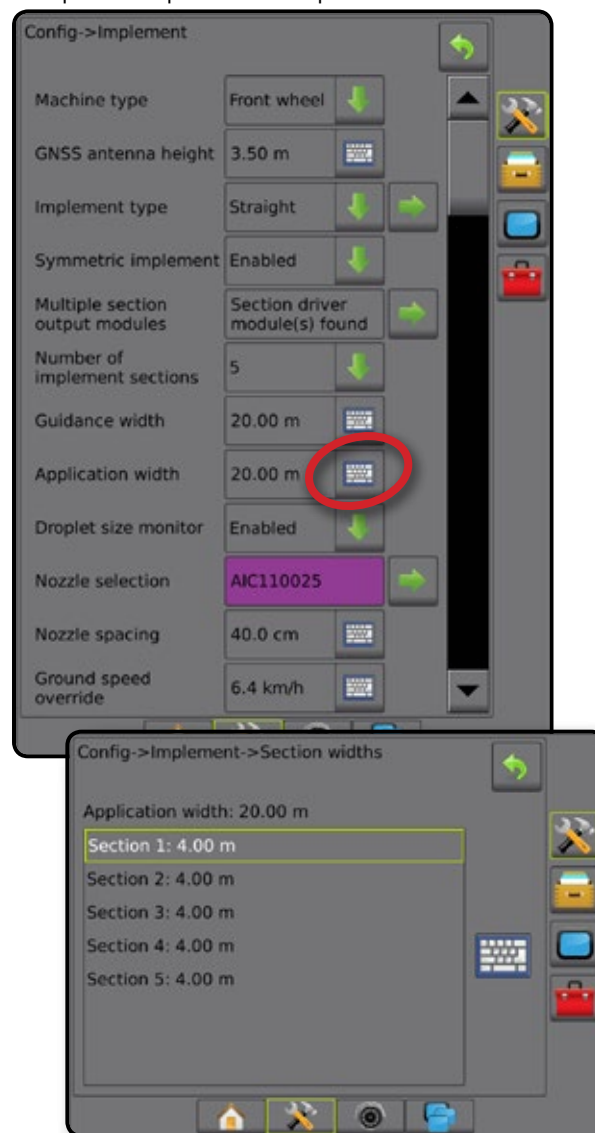 Config->Implement
Machine type Front wheel
GNSS antenna height 3.50 m
Implement type Straight
Symmetric implement Enabled
Multiple section output modules Section driver module(s) found
Number of implement sections 5
Guidance width 20.00 m
Application width 20.00 m
Droplet size monitor Enabled
Nozzle selection AIC110025
Nozzle spacing 40.0 cm
Ground speed override 6.4 km/h
Config->Implement->Section widths
Application width: 20.00 m
Section 1: 4.00 m
Section 2: 4.00 m
Section 3: 4.00 m
Section 4: 4.00 m
Section 5: 4.00 m